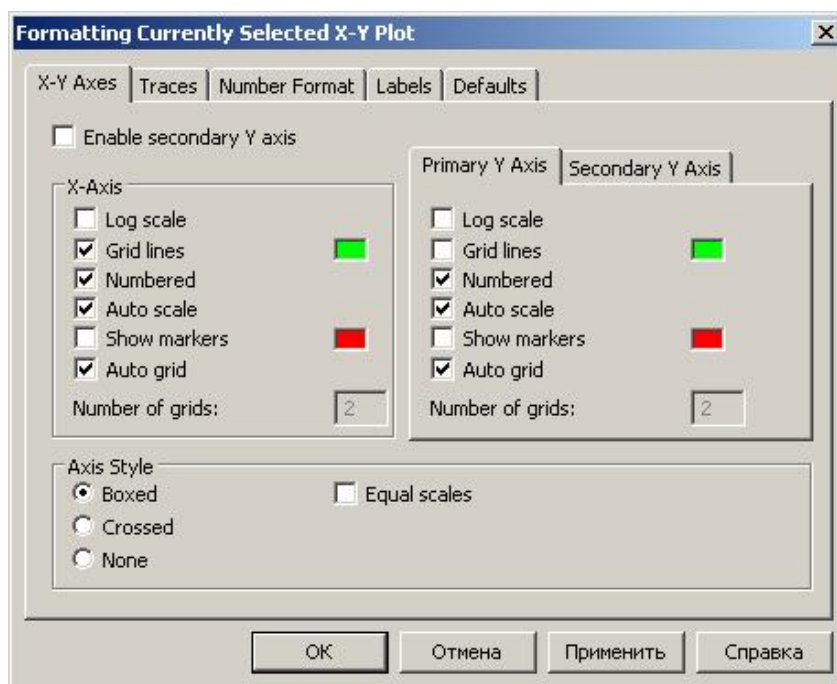 Formatting Currently Selected X-Y Plot
X-Y Axes Traces Number Format Labels Defaults
Enable secondary Y axis
X-Axis
Log scale
Grid lines
Numbered
Auto scale
Show markers
Auto grid
Number of grids: 2
Primary Y Axis Secondary Y Axis
Log scale
Grid lines
Numbered
Auto scale
Show markers
Auto grid
Number of grids: 2
Axis Style
Boxed
Crossed
None
Equal scales
OK Отмена Применить Справка